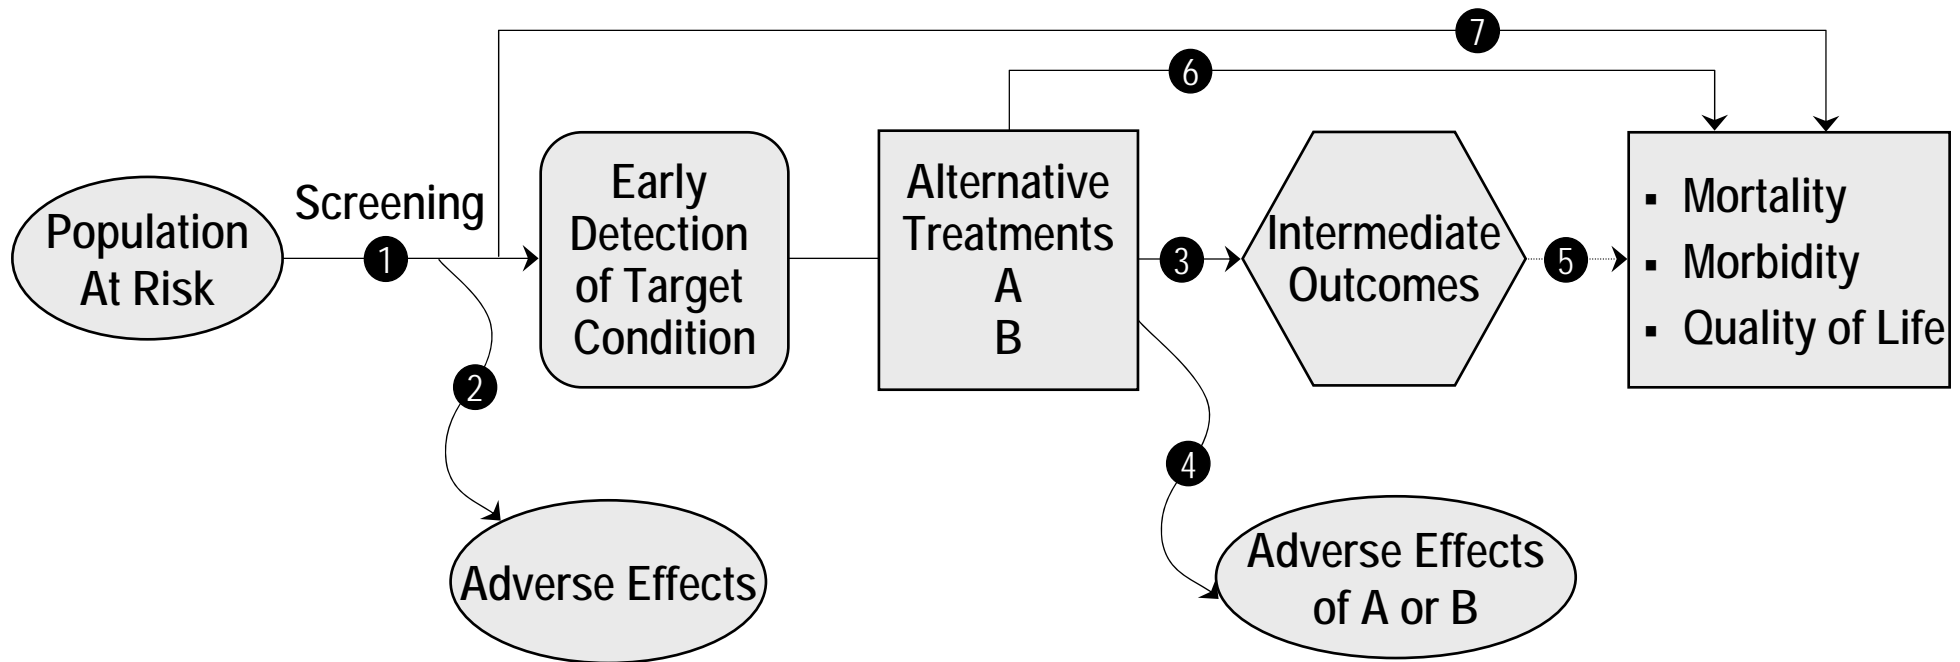 7
6
Screening
Population
At Risk
1
2
Adverse Effects
Early
Detection
of Target
Condition
Alternative
Treatments
A
B
3
4
Adverse Effects
of A or B
Intermediate
Outcomes
5
▪ Mortality
▪ Morbidity
▪ Quality of Life